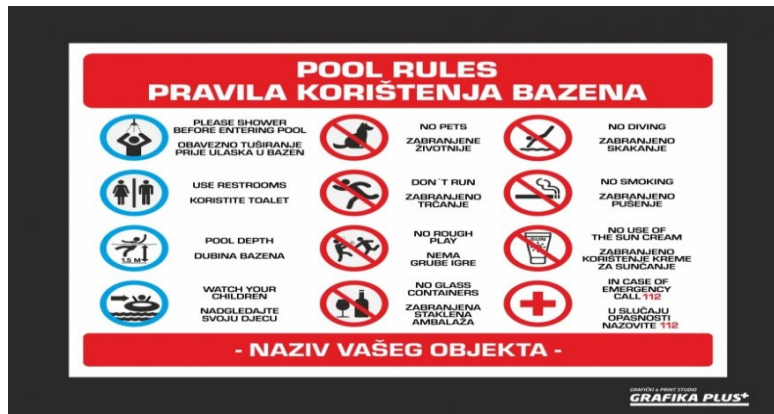 POOL RULES
PRAVILA KORIŠTENJA BAZENA
PLEASE SHOWER
BEFORE ENTERING POOL
OBAVEZNO TUŠIRANJE
PRIJE ULASKA U BAZEN
USE RESTROOMS
KORISTITE TOALET
1.5 M
POOL DEPTH
DUBINA BAZENA
WATCH YOUR
CHILDREN
NADGLEDAJTE
SVOJU DJECU
NO PETS
ZABRANJENE
ŽIVOTNIJE
DON´T RUN
ZABRANJENO
TRČANJE
NO ROUGH
PLAY
NEMA
GRUBE IGRE
NO GLASS
CONTAINERS
ZABRANJENA
STAKLENA
AMBALAŽA
NO DIVING
ZABRANJENO
SKAKANJE
NO SMOKING
ZABRANJENO
PUŠENJE
SUN
NO USE OF
THE SUN CREAM
ZABRANJENO
KORIŠTENJE KREME
ZA SUNČANJE
IN CASE OF
EMERGENCY
CALL 112
U SLUČAJU
OPASNOSTI
NAZOVITE 112
- NAZIV VAŠEG OBJEKTA -
GRAFIČKI & PRINT STUDIO
GRAFIKA PLUS+